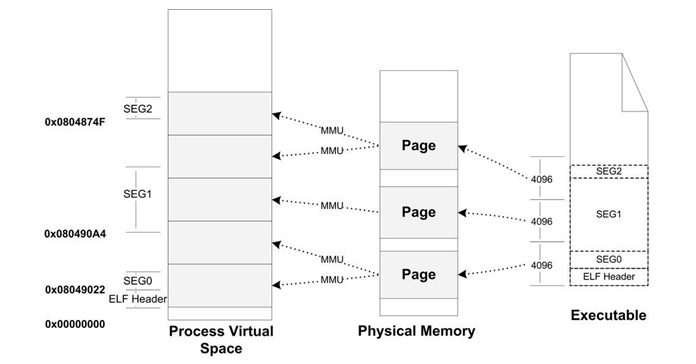 SEG2
0x0804874F
SEG1
0x080490A4
SEG0
0x08049022
ELF Header
0x00000000
Process Virtual
Space
MMU
MMU
MMU
MMU
MMU
Page
Page
Page
Physical Memory
4096
4096
4096
SEG2
SEG1
SEG0
ELF Header
Executable